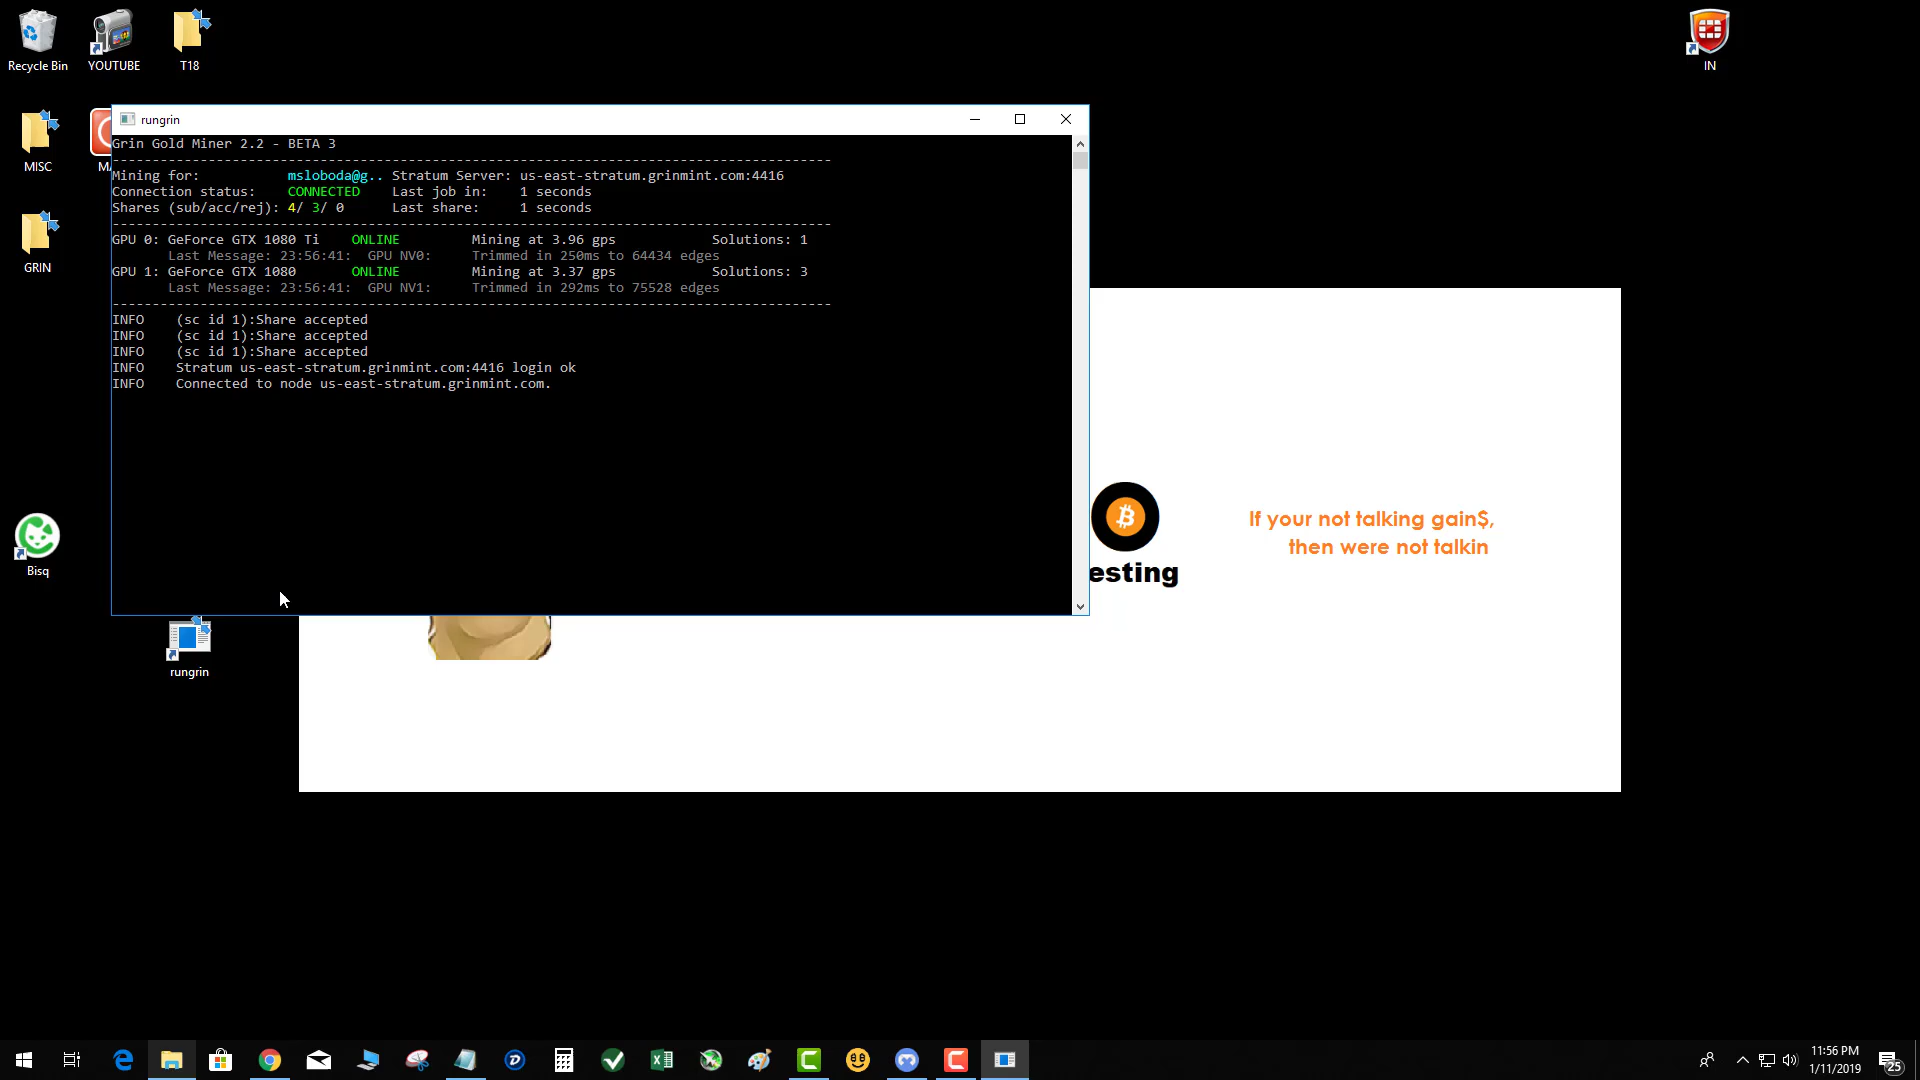 Recycle Bin
YOUTUBE
T18
IN
MISC
GRIN
Bisq
rungrin
rungrin
Grin Gold Miner 2.2 - BETA 3
------------------------------------------------------------------------------------------
Mining for: msloboda@g.. Stratum Server: us-east-stratum.grinmint.com:4416
Connection status: CONNECTED Last job in: 1 seconds
Shares (sub/acc/rej): 4/ 3/ 0 Last share: 1 seconds
------------------------------------------------------------------------------------------
GPU 0: GeForce GTX 1080 Ti ONLINE Mining at 3.96 gps Solutions: 1
Last Message: 23:56:41: GPU NV0: Trimmed in 250ms to 64434 edges
GPU 1: GeForce GTX 1080 ONLINE Mining at 3.37 gps Solutions: 3
Last Message: 23:56:41: GPU NV1: Trimmed in 292ms to 75528 edges
------------------------------------------------------------------------------------------
INFO (sc id 1):Share accepted
INFO (sc id 1):Share accepted
INFO (sc id 1):Share accepted
INFO Stratum us-east-stratum.grinmint.com:4416 login ok
INFO Connected to node us-east-stratum.grinmint.com.
esting
If your not talking gain$,
then were not talkin
11:56 PM
1/11/2019
25